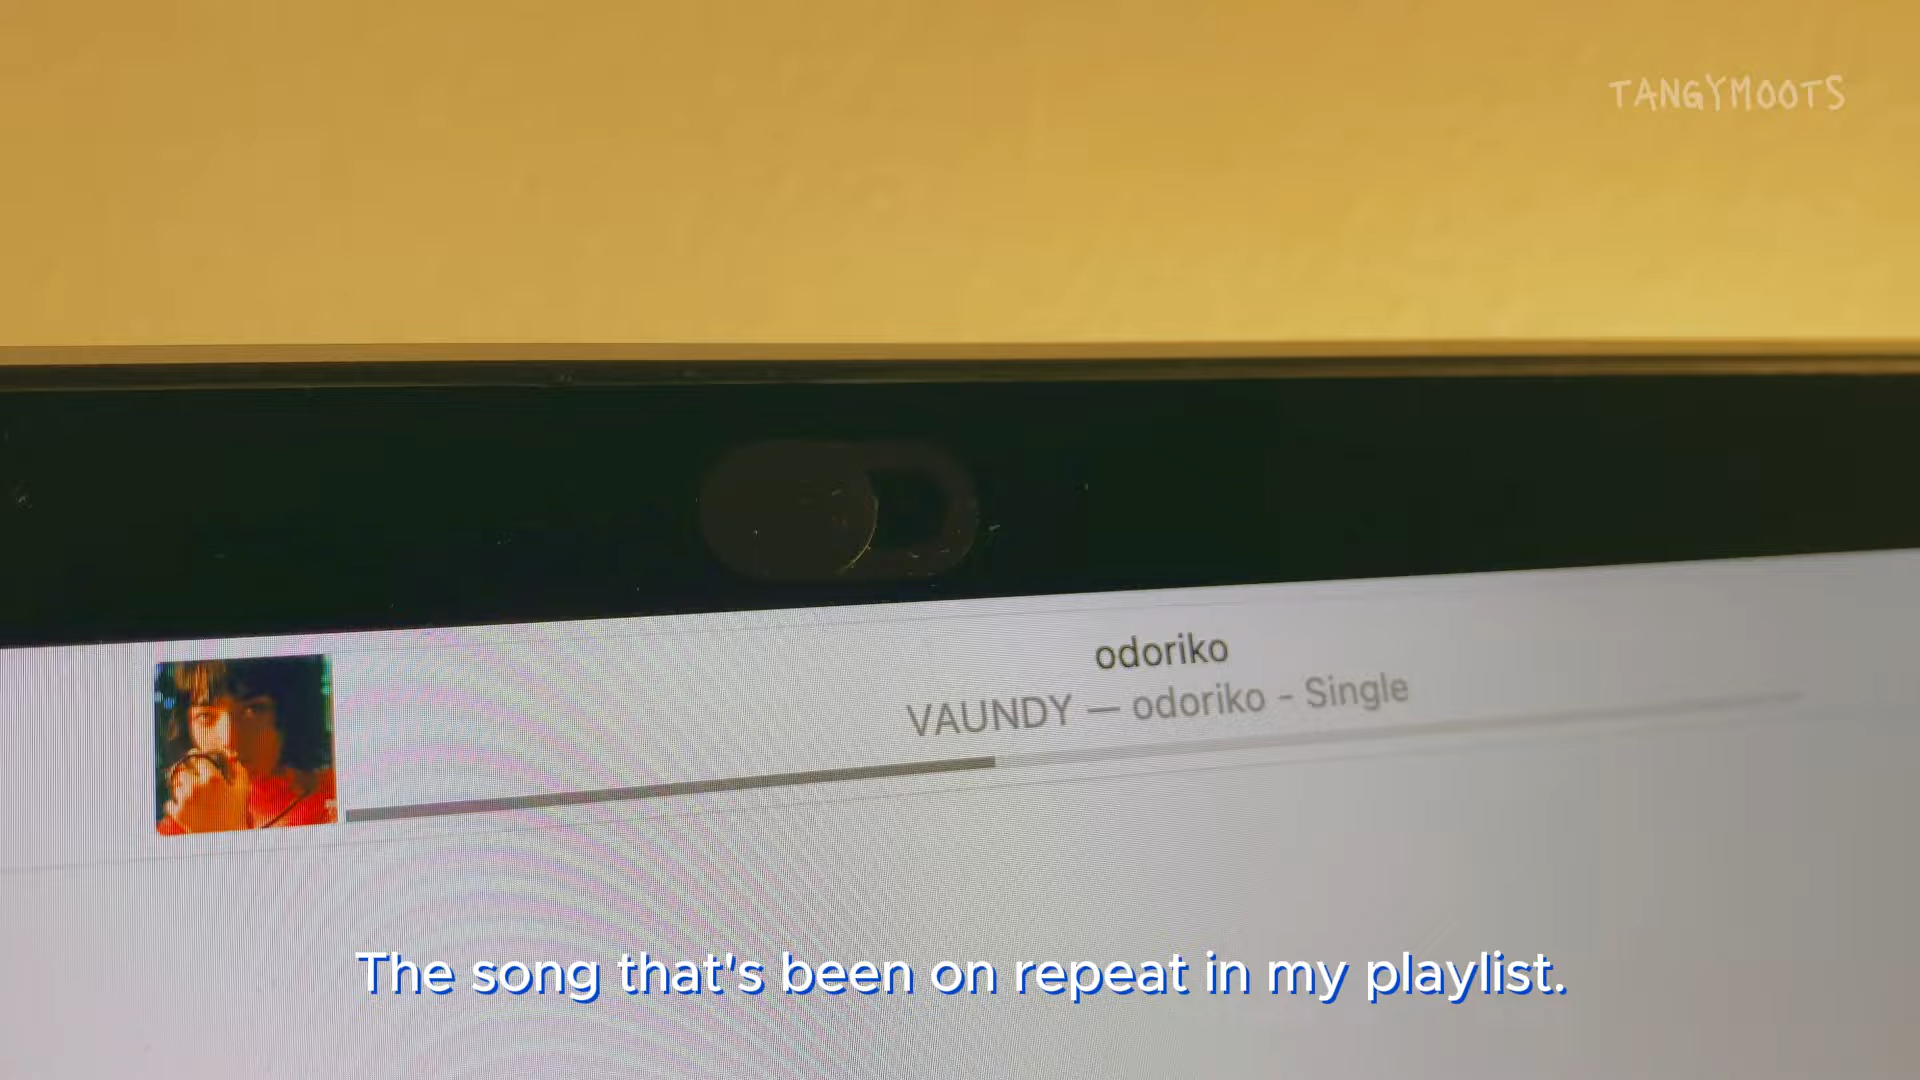 TANGYMOOTS
odoriko
VAUNDY — odoriko - Single
The song that's been on repeat in my playlist.